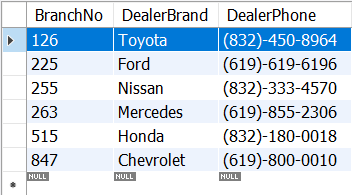 BranchNo DealerBrand DealerPhone
126 Toyota (832)-450-8964
225 Ford (619)-619-6196
255 Nissan (832)-333-4570
263 Mercedes (619)-855-2306
515 Honda (832)-180-0018
847 Chevrolet (619)-800-0010
NULL NULL NULL